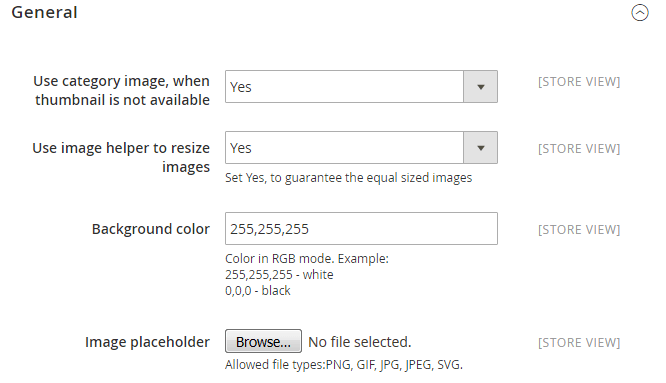 General
Use category image, when
thumbnail is not available
Yes
[STORE VIEW]
Use image helper to resize
images
Yes
[STORE VIEW]
Set Yes, to guarantee the equal sized images
Background color
255,255,255
[STORE VIEW]
Color in RGB mode. Example:
255,255,255 - white
0,0,0 - black
Image placeholder
Browse... No file selected.
[STORE VIEW]
Allowed file types:PNG, GIF, JPG, JPEG, SVG.